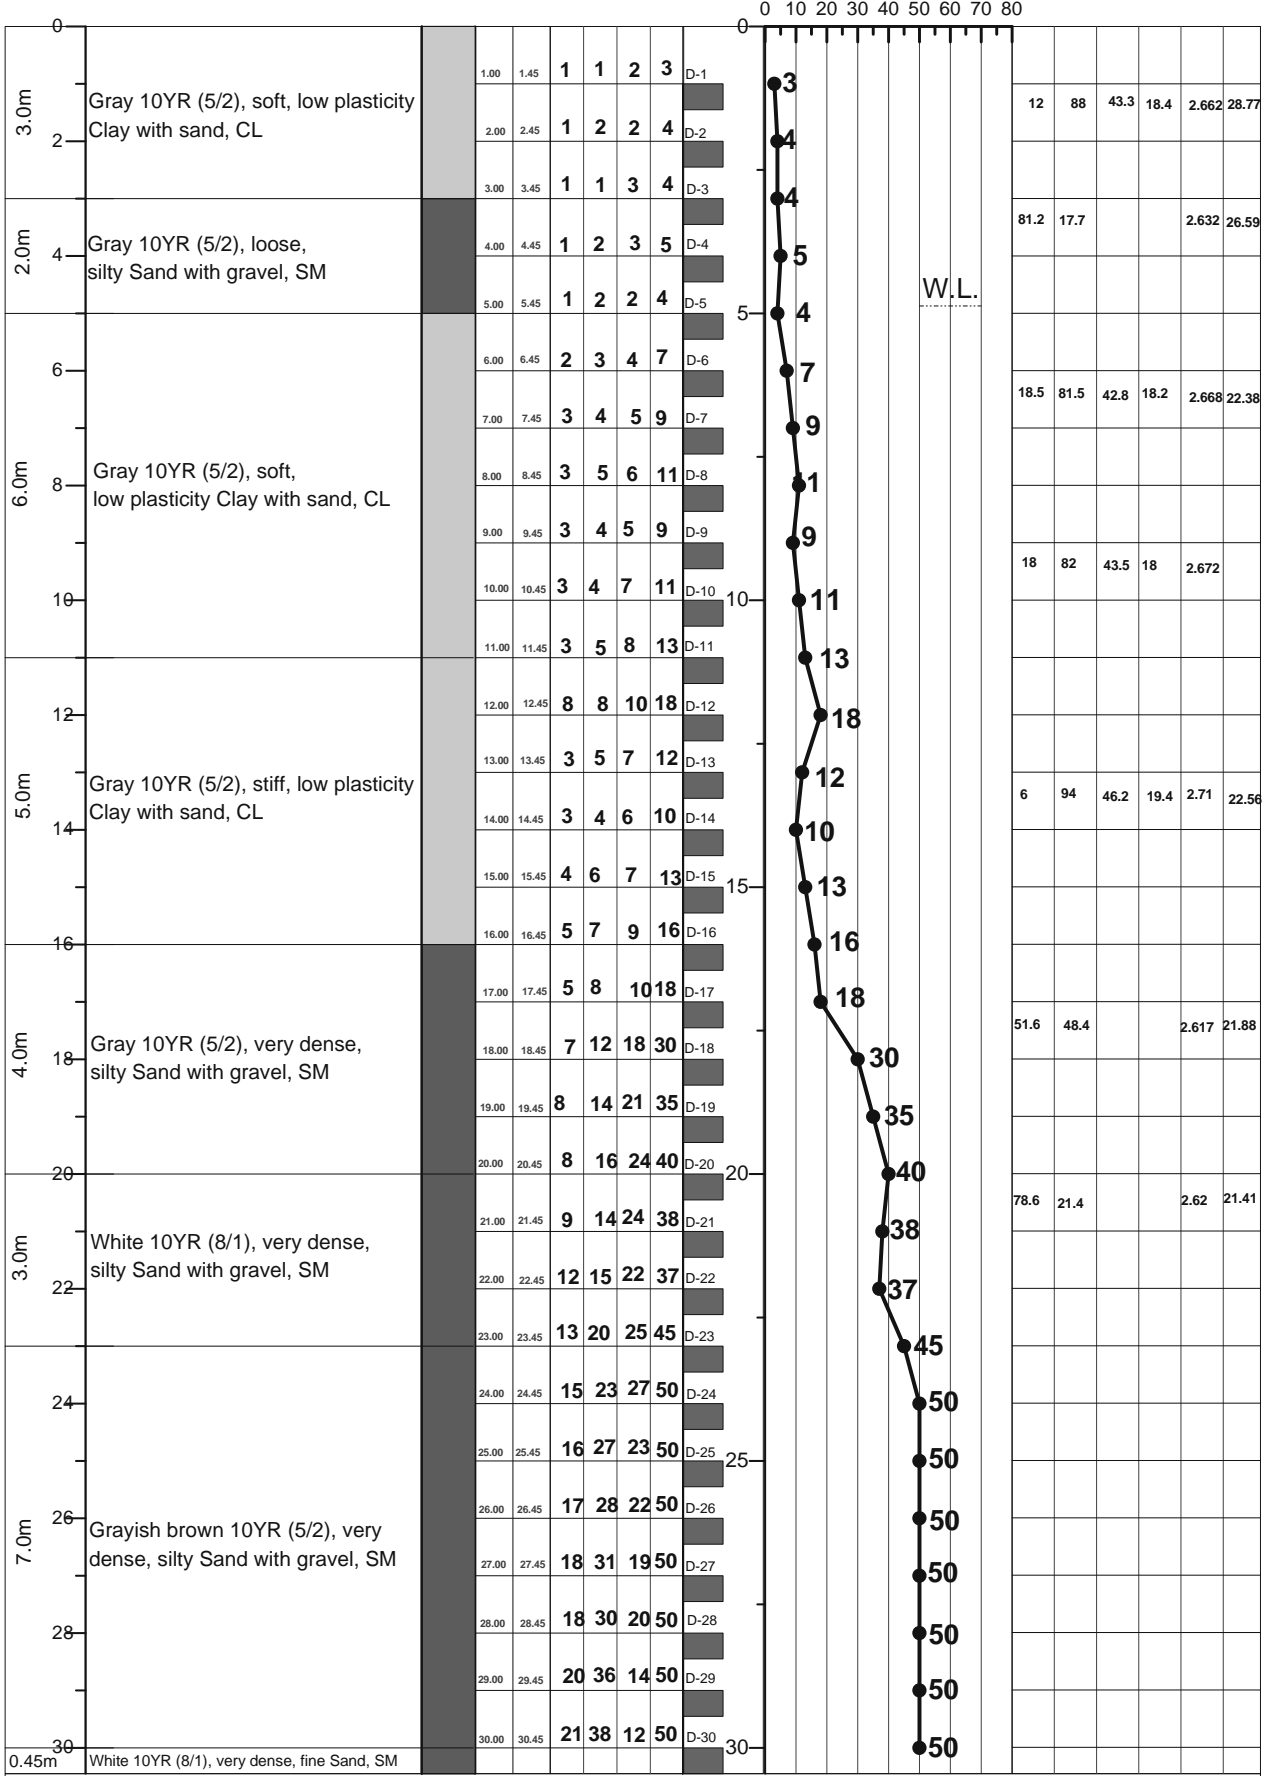 0 10 20 30 40 50 60 70 80
0 0
1.00 1.45 1 1 2 3 D-1
3
3.0m
Gray 10YR (5/2), soft, low plasticity
Clay with sand, CL
12 88 43.3 18.4 2.662 28.77
2.00 2.45 1 2 2 4 D-2
2 4
3.00 3.45 1 1 3 4 D-3
4
81.2 17.7 2.632 26.59
2.0m
Gray 10YR (5/2), loose,
silty Sand with gravel, SM
4.00 4.45 1 2 3 5 D-4
4 5
W.L.
5.00 5.45 1 2 2 4 D-5
5 4
6.00 6.45 2 3 4 7 D-6
6 7
18.5 81.5 42.8 18.2 2.668 22.38
7.00 7.45 3 4 5 9 D-7
9
6.0m
Gray 10YR (5/2), soft,
low plasticity Clay with sand, CL
8.00 8.45 3 5 6 11 D-8
8 11
9.00 9.45 3 4 5 9 D-9
9
18 82 43.5 18 2.672
10.00 10.45 3 4 7 11 D-10
10 10 11
11.00 11.45 3 5 8 13 D-11
13
12.00 12.45 8 8 10 18 D-12
12 18
13.00 13.45 3 5 7 12 D-13
12
5.0m
Gray 10YR (5/2), stiff, low plasticity
Clay with sand, CL
6 94 46.2 19.4 2.71 22.56
14.00 14.45 3 4 6 10 D-14
14 10
15.00 15.45 4 6 7 13 D-15
15 13
16.00 16.45 5 7 9 16 D-16
16 16
17.00 17.45 5 8 10 18 D-17
18
51.6 48.4 2.617 21.88
4.0m
Gray 10YR (5/2), very dense,
silty Sand with gravel, SM
18.00 18.45 7 12 18 30 D-18
18 30
19.00 19.45 8 14 21 35 D-19
35
20.00 20.45 8 16 24 40 D-20
20 20 40
78.6 21.4 2.62 21.41
21.00 21.45 9 14 24 38 D-21
38
3.0m
White 10YR (8/1), very dense,
silty Sand with gravel, SM
22.00 22.45 12 15 22 37 D-22
22 37
23.00 23.45 13 20 25 45 D-23
45
24.00 24.45 15 23 27 50 D-24
24 50
25.00 25.45 16 27 23 50 D-25
25 50
26.00 26.45 17 28 22 50 D-26
26 50
7.0m
Grayish brown 10YR (5/2), very
dense, silty Sand with gravel, SM
27.00 27.45 18 31 19 50 D-27
50
28.00 28.45 18 30 20 50 D-28
28 50
29.00 29.45 20 36 14 50 D-29
50
30.00 30.45 21 38 12 50 D-30
30 30 50
0.45m White 10YR (8/1), very dense, fine Sand, SM